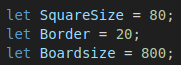 let SquareSize = 80;
let Border = 20;
let Boardsize = 800;